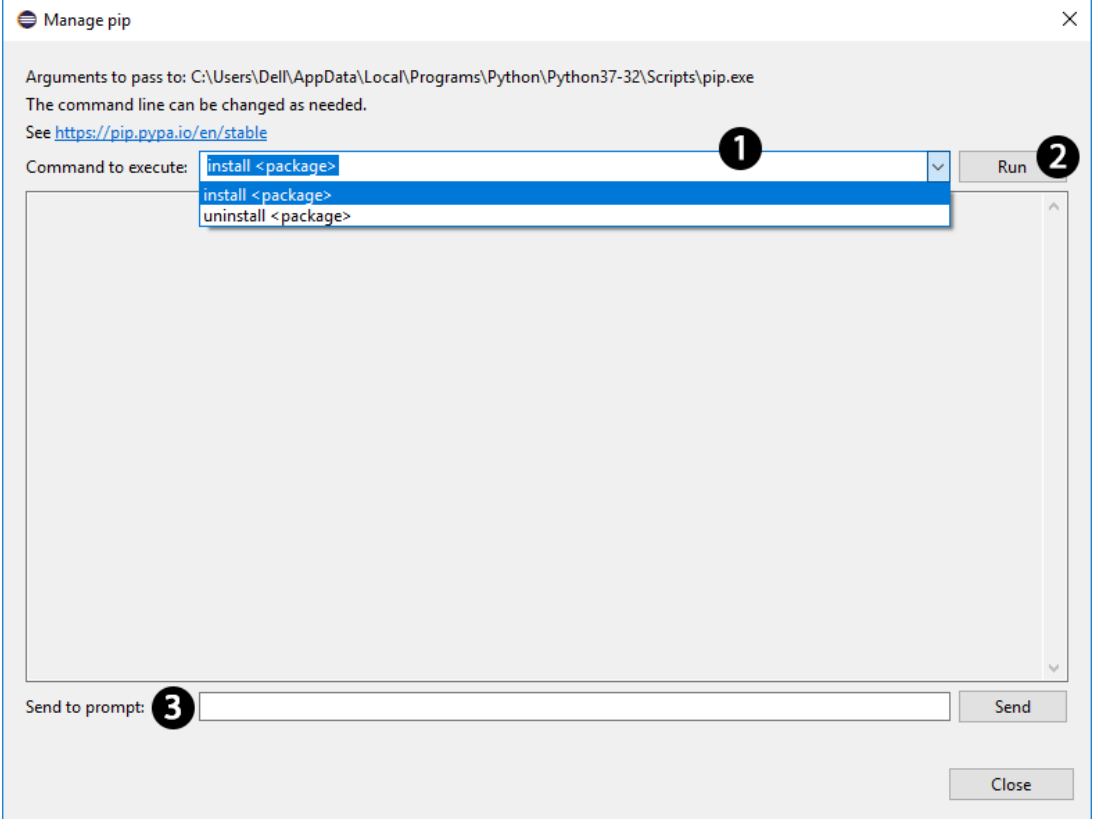 Manage pip
Arguments to pass to: C:\Users\Dell\AppData\Local\Programs\Python\Python37-32\Scripts\pip.exe
The command line can be changed as needed.
See https://pip.pypa.io/en/stable
Command to execute: install <package> 1 Run 2
install <package>
uninstall <package>
Send to prompt: 3 Send
Close